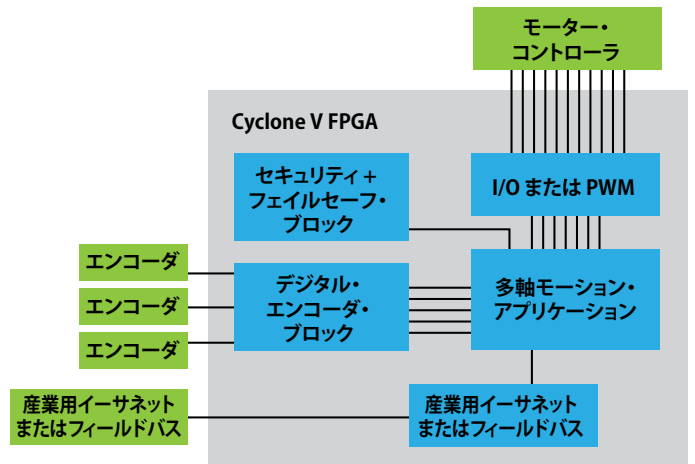 モーター・
コントローラ
Cyclone V FPGA
セキュリティ +
フェイルセーフ・
ブロック
I/O または PWM
エンコーダ
エンコーダ
エンコーダ
デジタル・
エンコーダ・
ブロック
多軸モーション・
アプリケーション
産業用イーサネット
またはフィールドバス
産業用イーサネット
またはフィールドバス